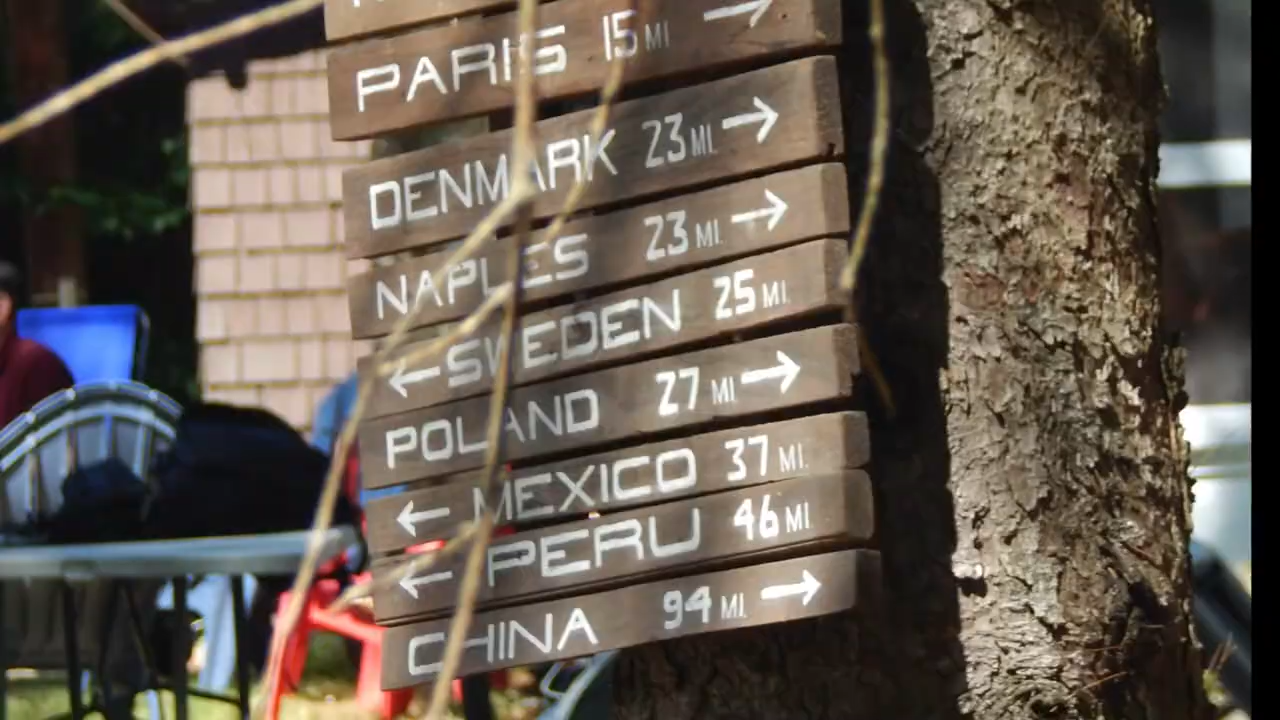 PARIS 15 MI →
DENMARK 23 MI. →
NAPLES 23 MI. →
← SWEDEN 25 MI.
POLAND 27 MI →
← MEXICO 37 MI.
← PERU 46 MI.
CHINA 94 MI. →